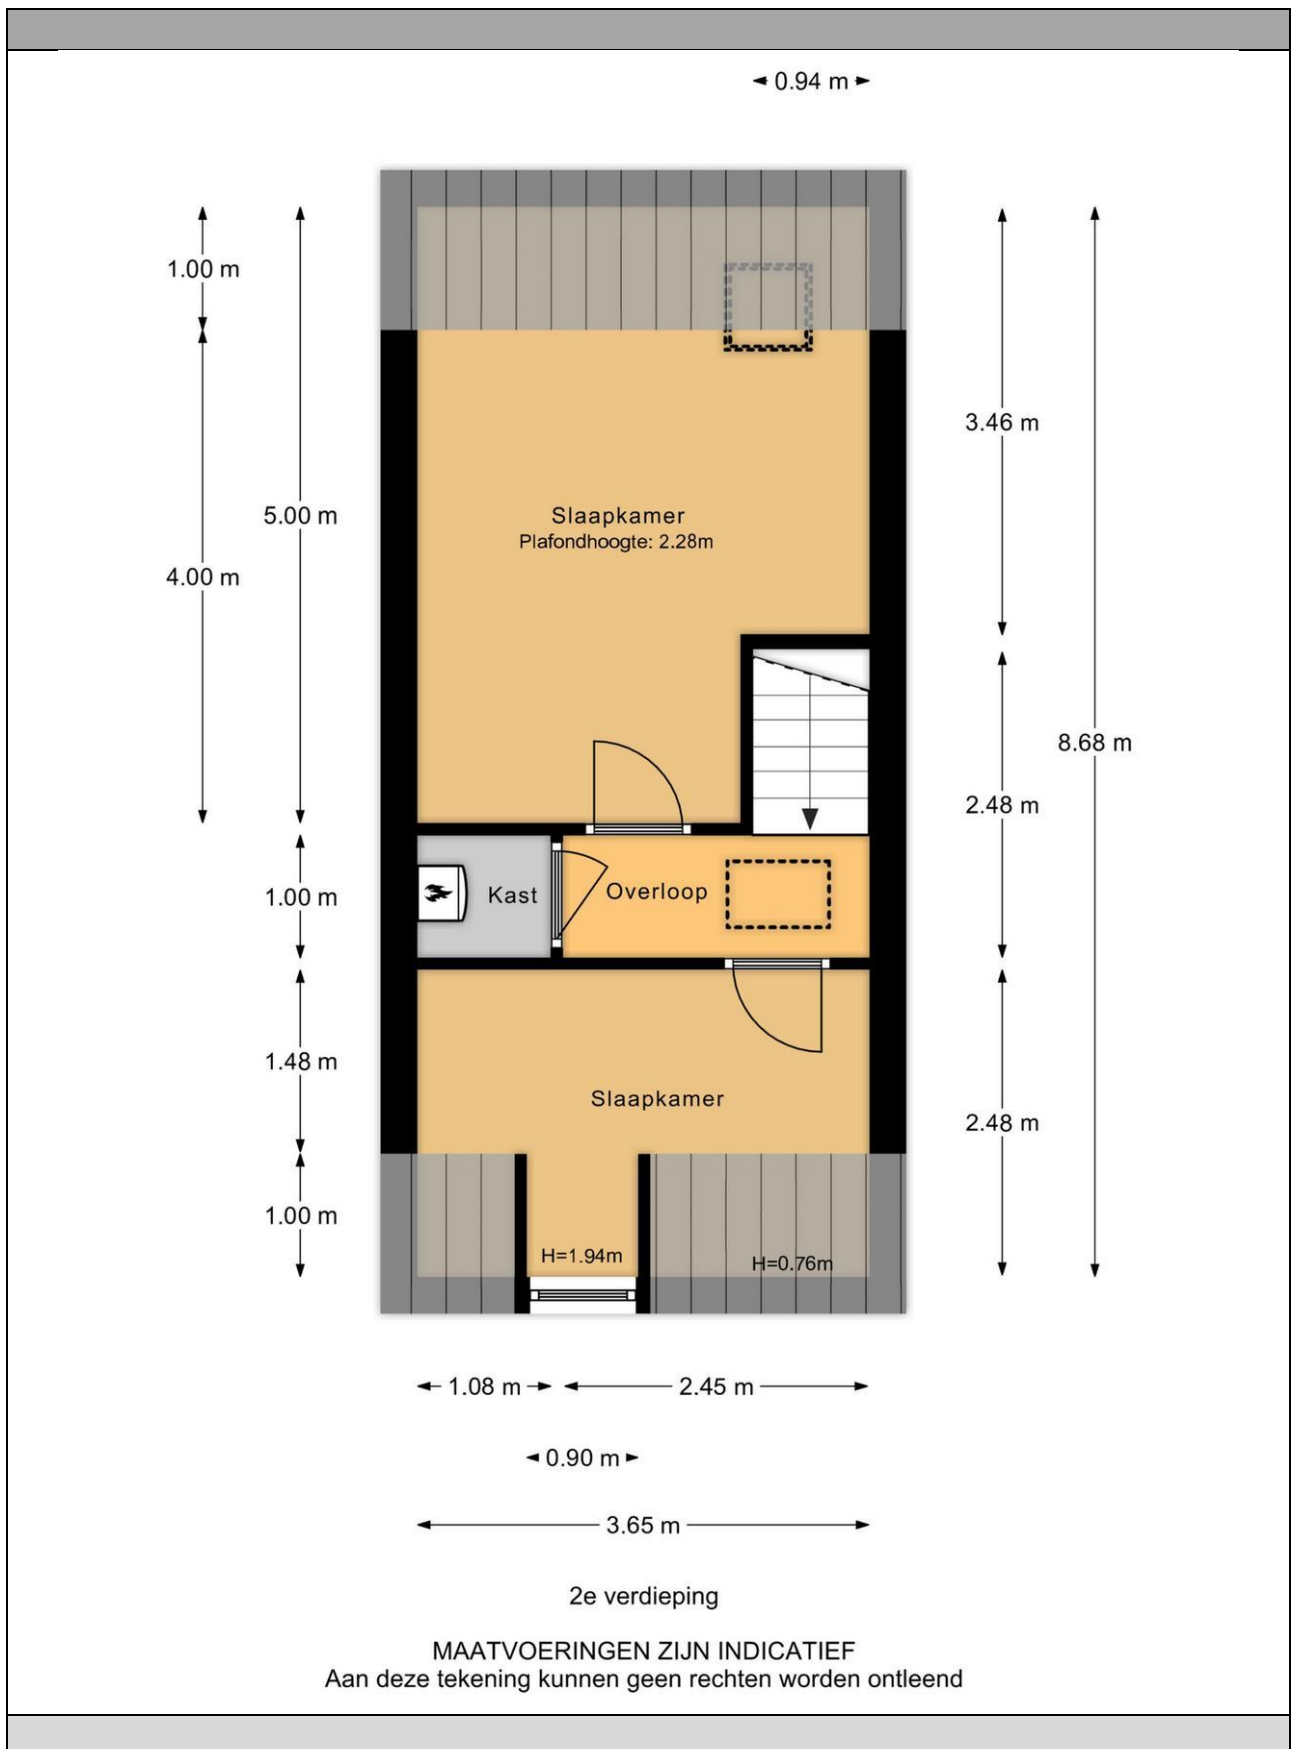 0.94 m
1.00 m
3.46 m
5.00 m
Slaapkamer
Plafondhoogte: 2.28m
4.00 m
8.68 m
2.48 m
1.00 m
Kast
Overloop
1.48 m
Slaapkamer
2.48 m
1.00 m
H=1.94m
H=0.76m
1.08 m
2.45 m
0.90 m
3.65 m
2e verdieping
MAATVOERINGEN ZIJN INDICATIEF
Aan deze tekening kunnen geen rechten worden ontleend